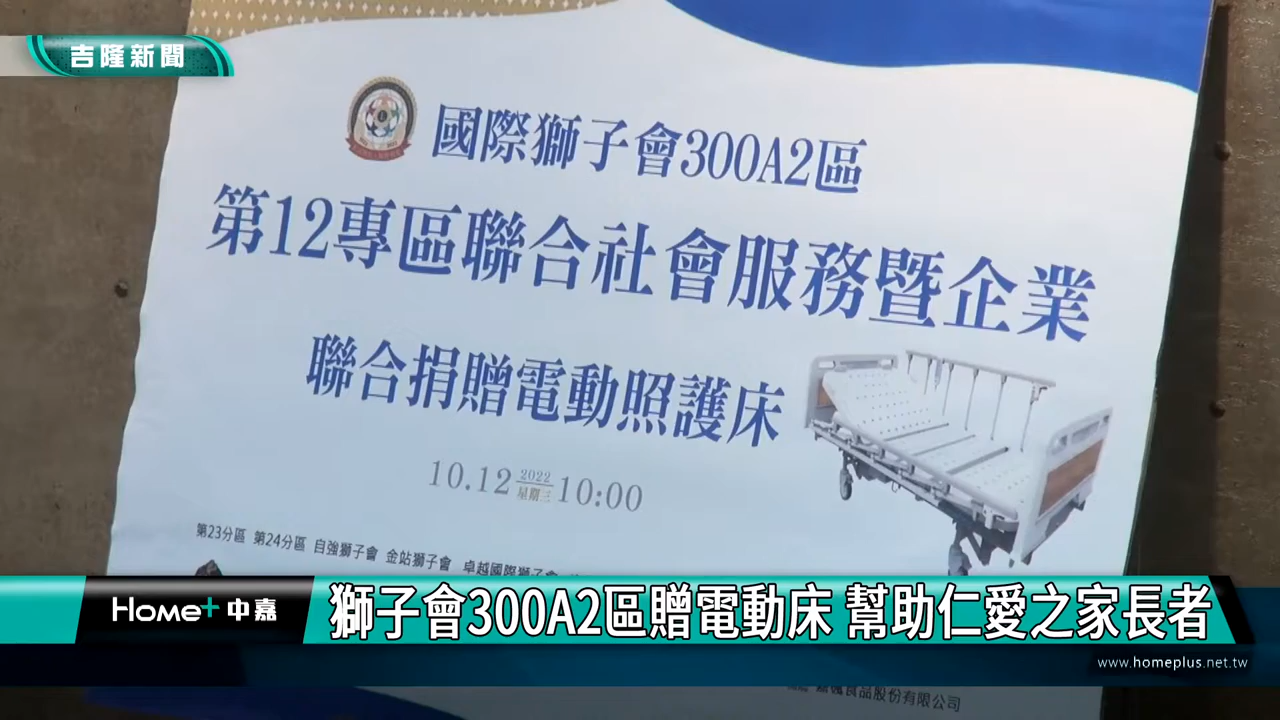 吉隆新聞
國際獅子會300A2區
第12專區聯合社會服務暨企業
聯合捐贈電動照護床
10.12 2022 星期三 10:00
第23分區 第24分區 自強獅子會 金站獅子會 卓越國際獅子會
Home+中嘉
獅子會300A2區贈電動床 幫助仁愛之家長者
www.homeplus.net.tw
食品股份有限公司